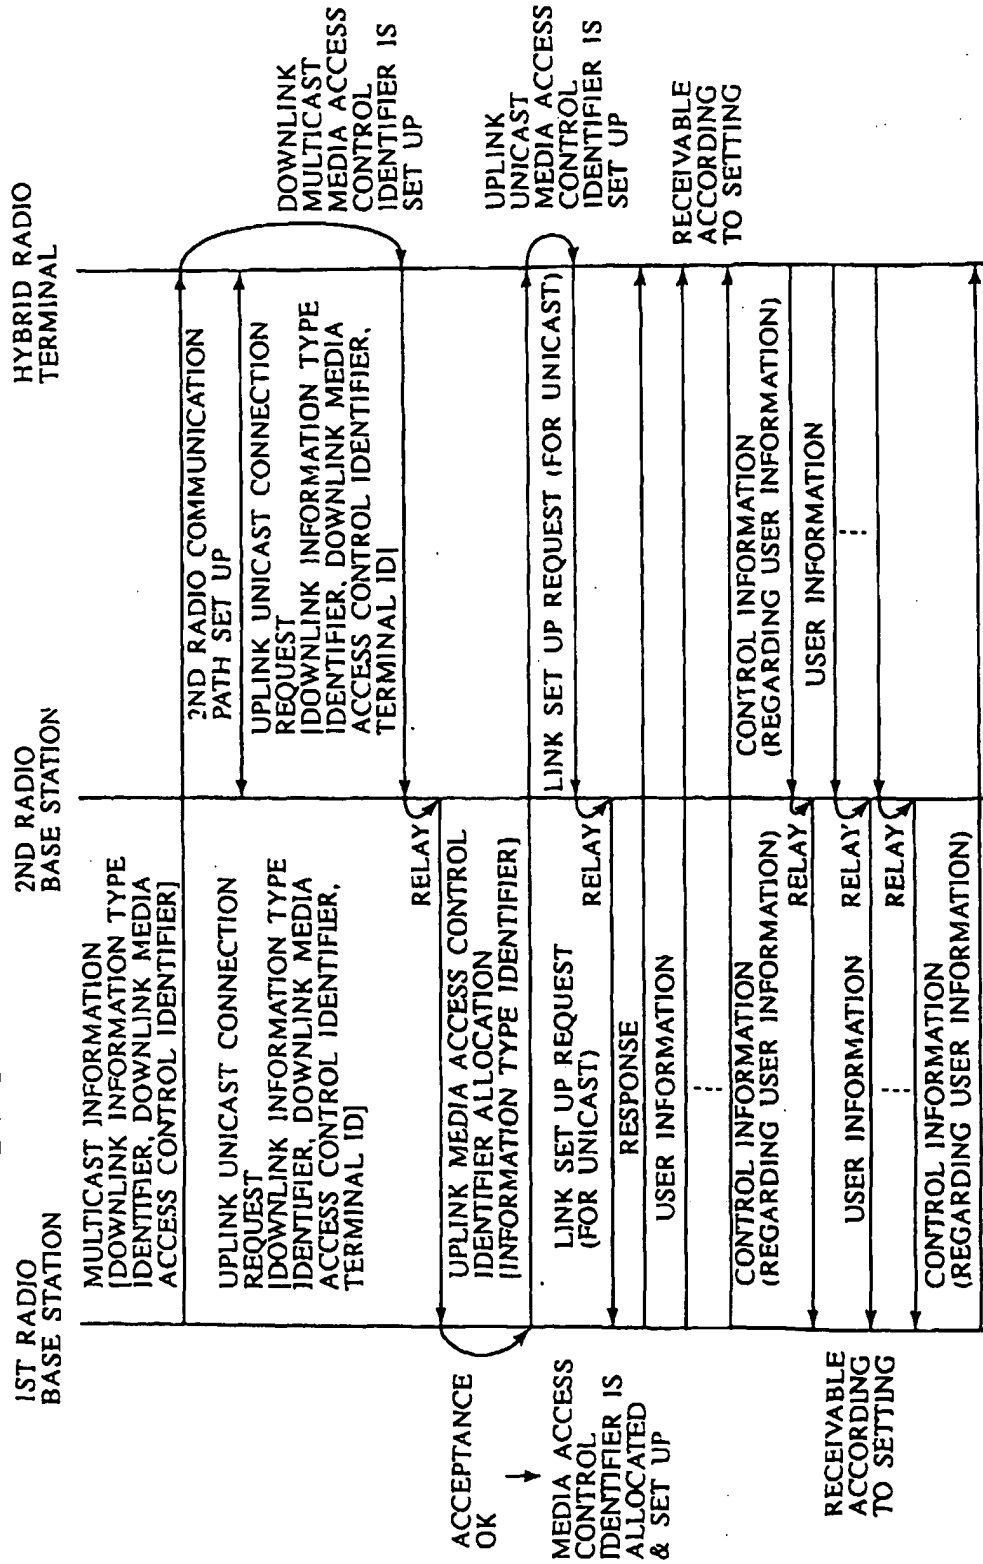 1ST RADIO
BASE STATION
2ND RADIO
BASE STATION
HYBRID RADIO
TERMINAL
MULTICAST INFORMATION
[DOWNLINK INFORMATION TYPE
IDENTIFIER, DOWNLINK MEDIA
ACCESS CONTROL IDENTIFIER]
2ND RADIO COMMUNICATION
PATH SET UP
DOWNLINK
MULTICAST
MEDIA ACCESS
CONTROL
IDENTIFIER IS
SET UP
UPLINK UNICAST CONNECTION
REQUEST
[DOWNLINK INFORMATION TYPE
IDENTIFIER, DOWNLINK MEDIA
ACCESS CONTROL IDENTIFIER,
TERMINAL ID]
UPLINK UNICAST CONNECTION
REQUEST
[DOWNLINK INFORMATION TYPE
IDENTIFIER, DOWNLINK MEDIA
ACCESS CONTROL IDENTIFIER,
TERMINAL ID]
RELAY
ACCEPTANCE
OK
MEDIA ACCESS
CONTROL
IDENTIFIER IS
ALLOCATED
& SET UP
UPLINK MEDIA ACCESS CONTROL
IDENTIFIER ALLOCATION
[INFORMATION TYPE IDENTIFIER]
UPLINK
UNICAST
MEDIA ACCESS
CONTROL
IDENTIFIER IS
SET UP
LINK SET UP REQUEST (FOR UNICAST)
LINK SET UP REQUEST
(FOR UNICAST)
RELAY
RESPONSE
USER INFORMATION
RECEIVABLE
ACCORDING
TO SETTING
CONTROL INFORMATION
(REGARDING USER INFORMATION)
CONTROL INFORMATION
(REGARDING USER INFORMATION)
RELAY
USER INFORMATION
USER INFORMATION
RELAY
RELAY
RECEIVABLE
ACCORDING
TO SETTING
CONTROL INFORMATION
(REGARDING USER INFORMATION)